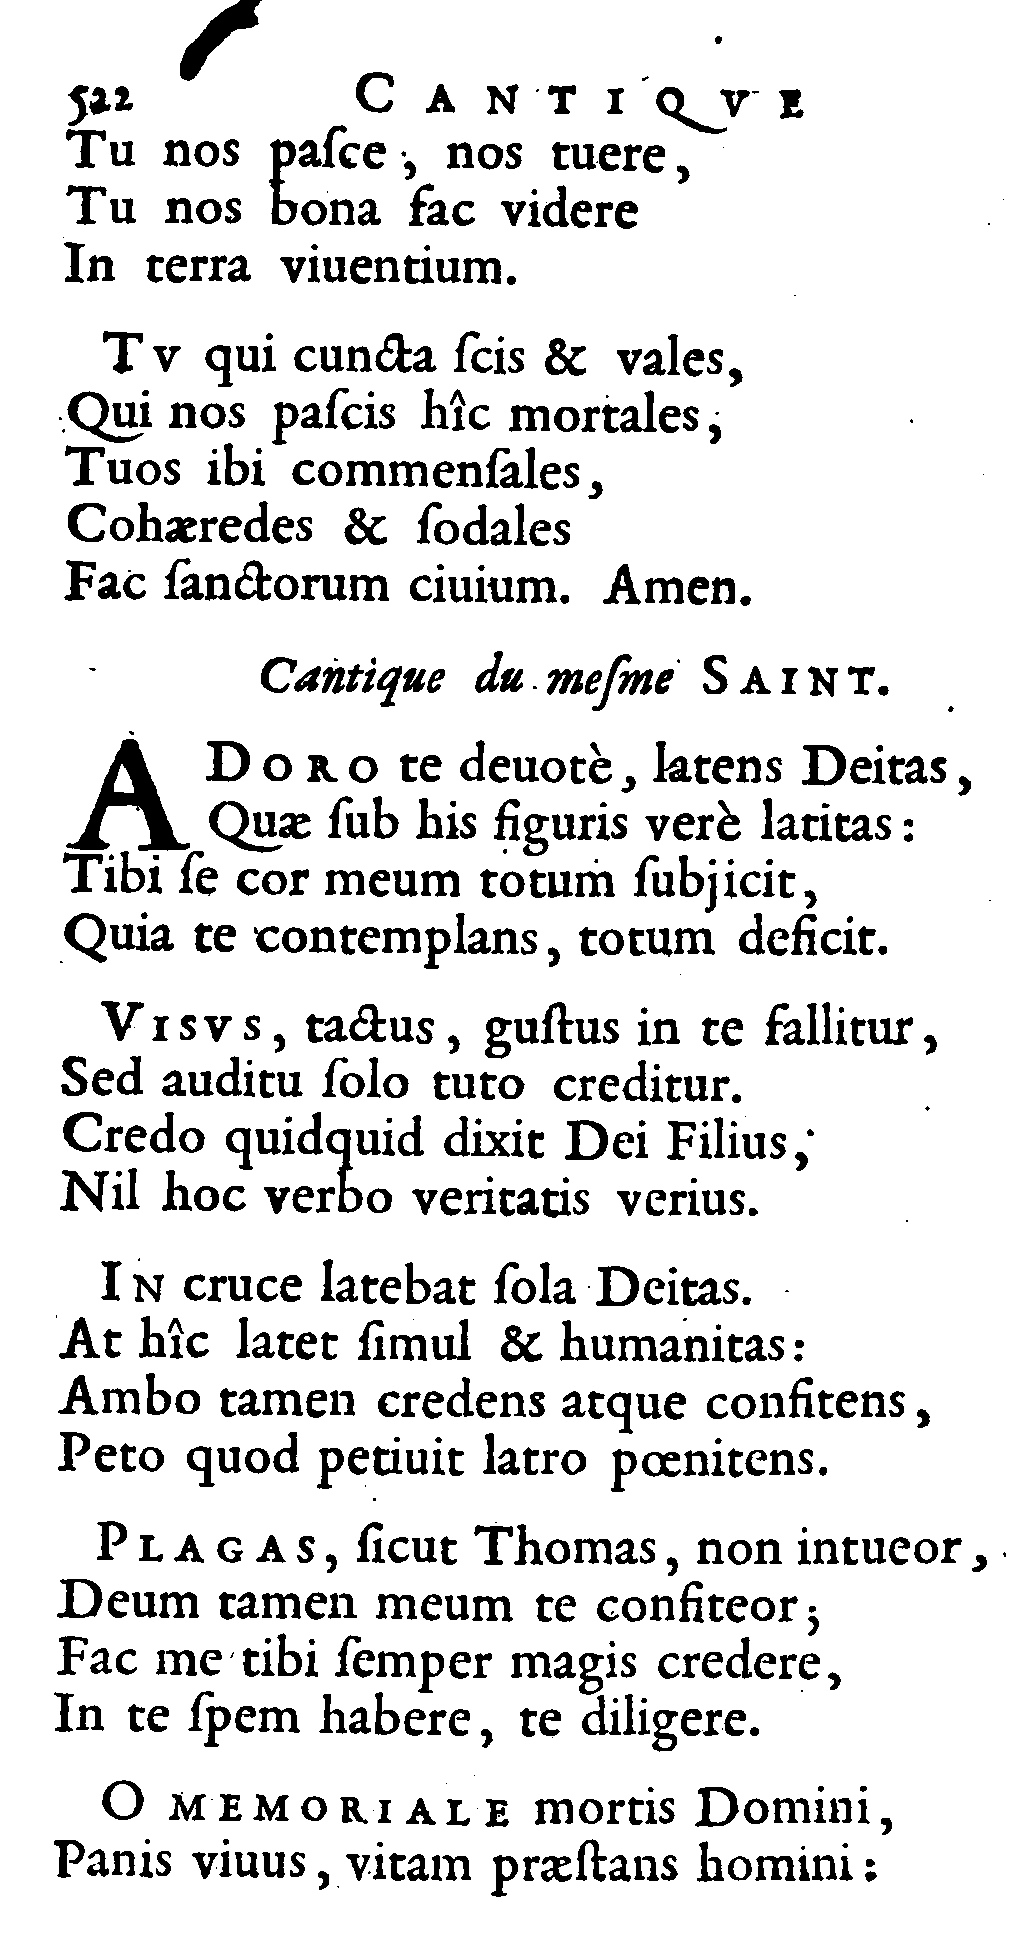 522 CANTIQVE
Tu nos paſce, nos tuere,
Tu nos bona fac videre
In terra viuentium.
Tv qui cuncta ſcis & vales,
Qui nos paſcis hîc mortales,
Tuos ibi commenſales,
Cohæredes & ſodales
Fac ſanctorum ciuium. Amen.
Cantique du meſme SAINT.
ADORO te deuotè, latens Deitas,
Quæ ſub his figuris verè latitas:
Tibi ſe cor meum totum ſubjicit,
Quia te contemplans, totum deficit.
VISVS, tactus, guſtus in te fallitur,
Sed auditu ſolo tuto creditur.
Credo quidquid dixit Dei Filius,
Nil hoc verbo veritatis verius.
IN cruce latebat ſola Deitas.
At hîc latet ſimul & humanitas:
Ambo tamen credens atque confitens,
Peto quod petiuit latro pœnitens.
PLAGAS, ſicut Thomas, non intueor,
Deum tamen meum te confiteor;
Fac me tibi ſemper magis credere,
In te ſpem habere, te diligere.
O MEMORIALE mortis Domini,
Panis viuus, vitam præſtans homini: